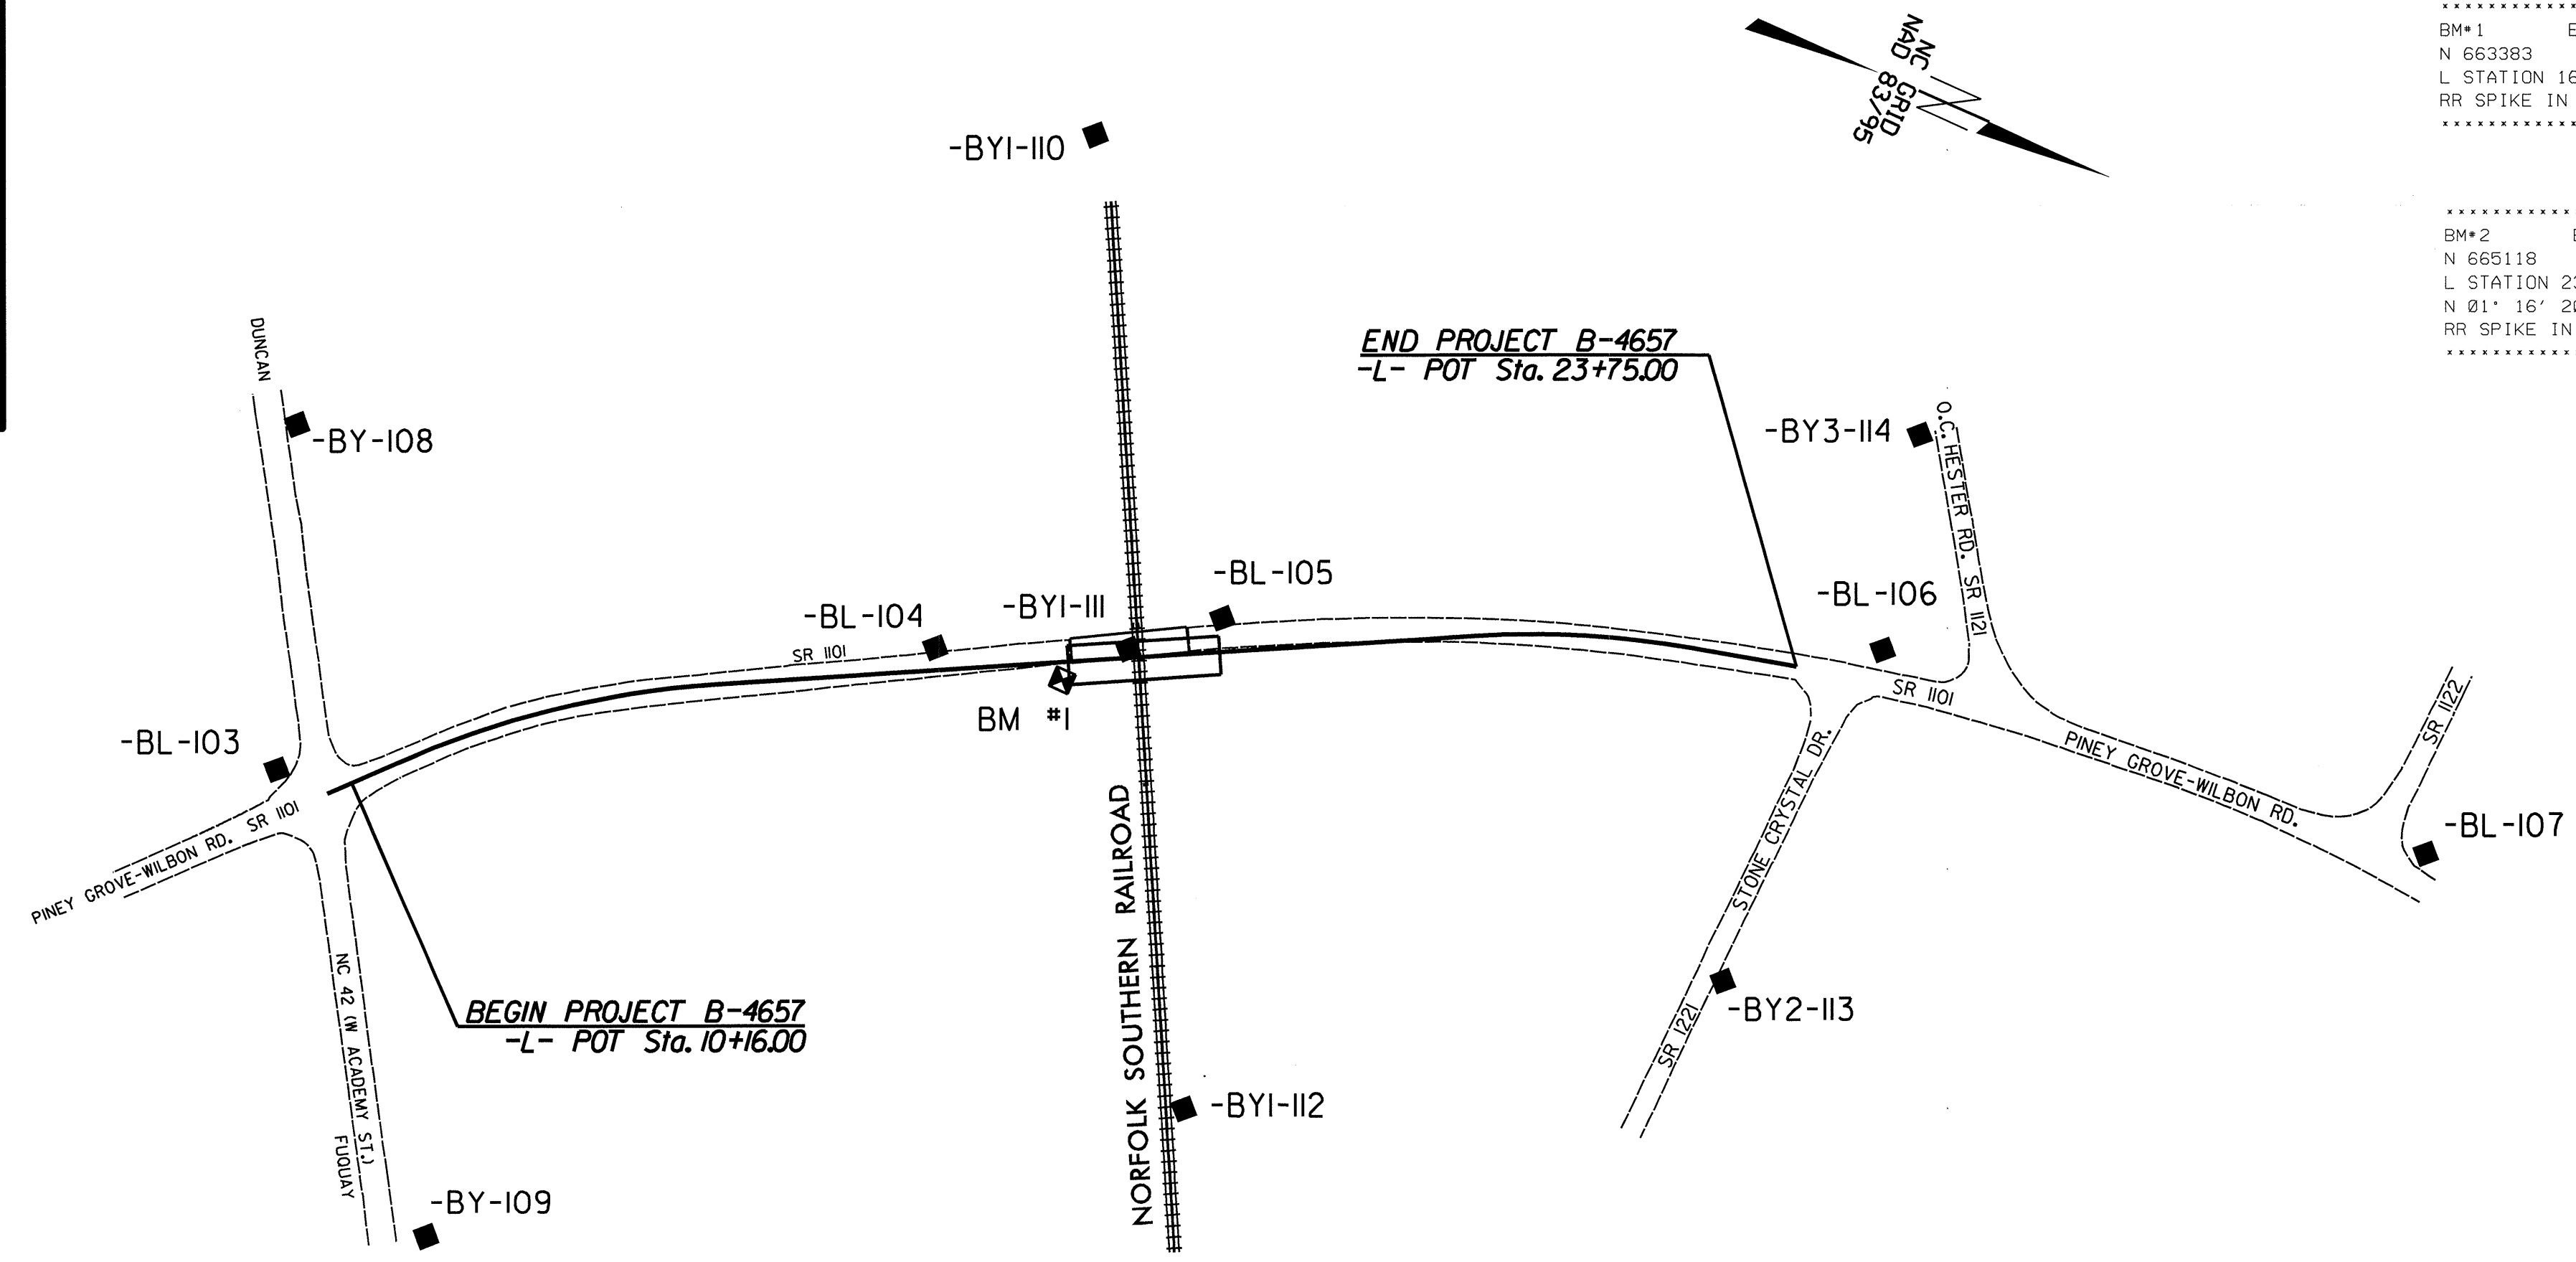 NC GRID
NAD 83/95
BM#1 E
N 663383
L STATION 16
RR SPIKE IN
BM#2
N 665118
L STATION 23
N 01° 16' 20
RR SPIKE IN
-BY1-110
DUNCAN
-BY-108
END PROJECT B-4657
-L- POT Sta. 23+75.00
-BY3-114
O.C. HESTER RD. SR 1121
-BL-105
-BY1-111
-BL-104
SR 1101
-BL-106
SR 1101
BM #1
-BL-103
PINEY GROVE-WILBON RD. SR 1101
PINEY GROVE-WILBON RD.
SR 1122
-BL-107
STONE CRYSTAL DR.
SR 1221
-BY2-113
NORFOLK SOUTHERN RAILROAD
BEGIN PROJECT B-4657
-L- POT Sta. 10+16.00
NC 42 (W ACADEMY ST.)
FUQUAY
-BY1-112
-BY-109